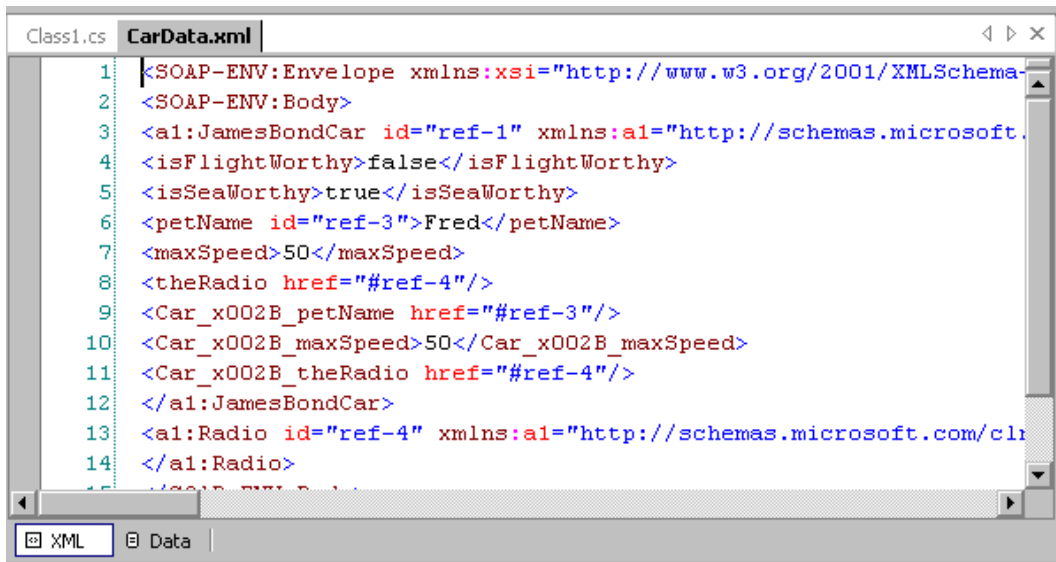 Class1.cs CarData.xml
1 <SOAP-ENV:Envelope xmlns:xsi="http://www.w3.org/2001/XMLSchema-
2 <SOAP-ENV:Body>
3 <a1:JamesBondCar id="ref-1" xmlns:a1="http://schemas.microsoft.
4 <isFlightWorthy>false</isFlightWorthy>
5 <isSeaWorthy>true</isSeaWorthy>
6 <petName id="ref-3">Fred</petName>
7 <maxSpeed>50</maxSpeed>
8 <theRadio href="#ref-4"/>
9 <Car_x002B_petName href="#ref-3"/>
10 <Car_x002B_maxSpeed>50</Car_x002B_maxSpeed>
11 <Car_x002B_theRadio href="#ref-4"/>
12 </a1:JamesBondCar>
13 <a1:Radio id="ref-4" xmlns:a1="http://schemas.microsoft.com/clr
14 </a1:Radio>
XML Data